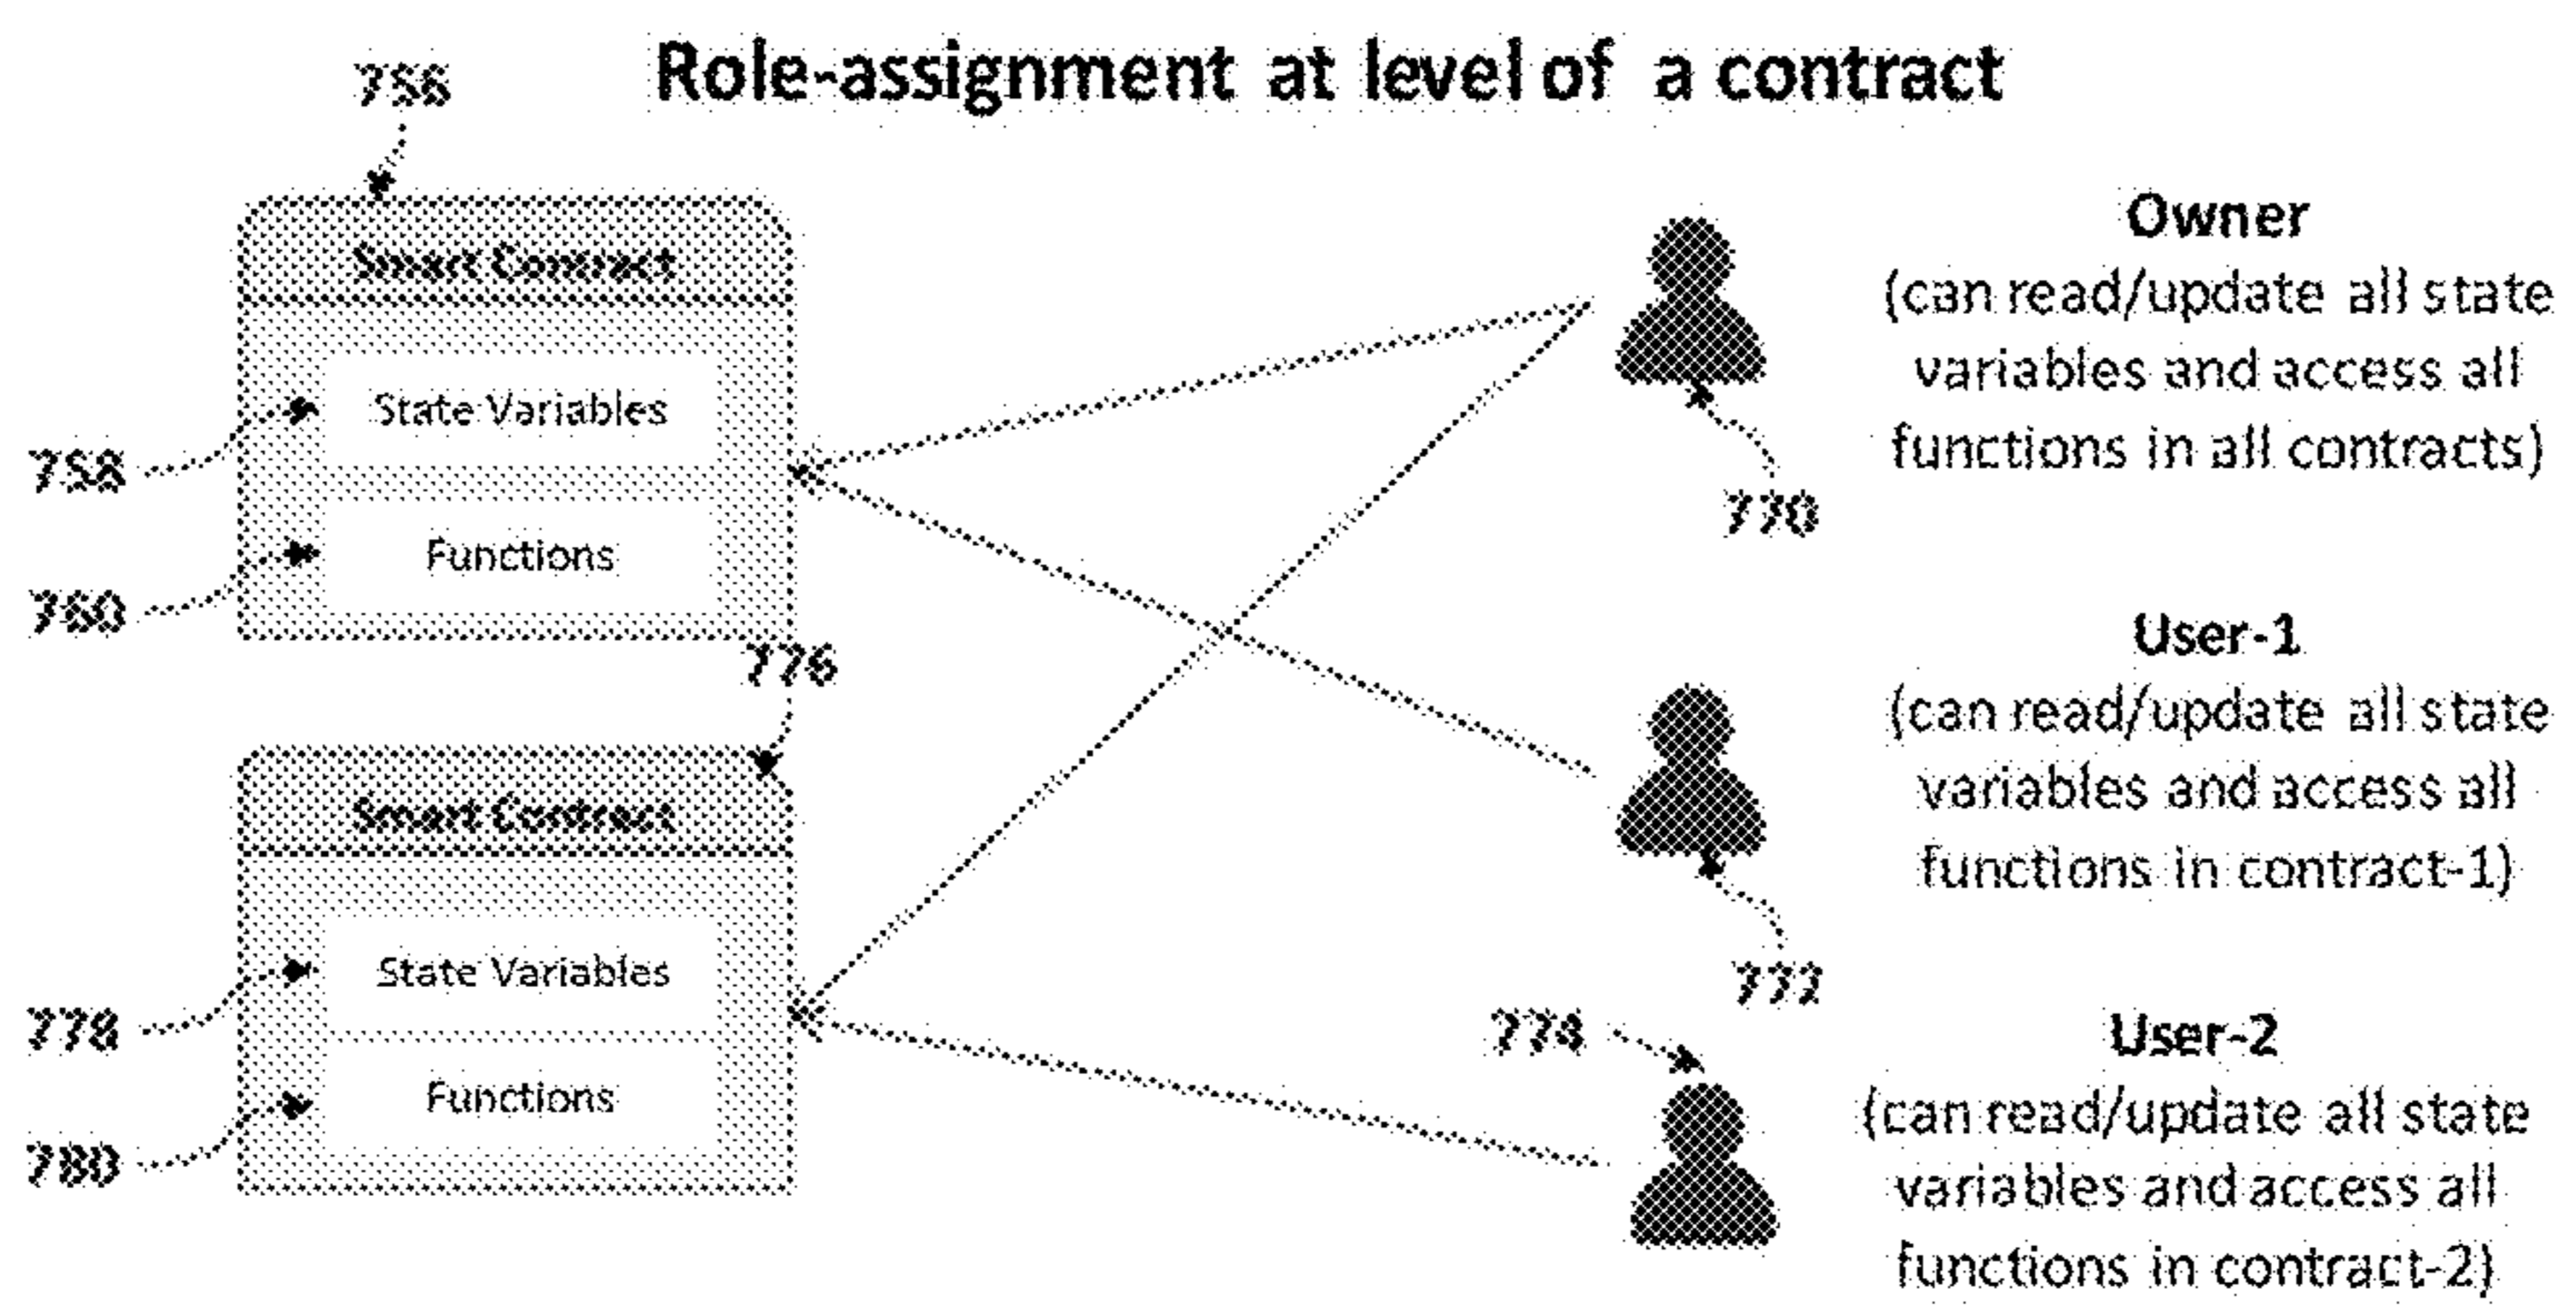 Role-assignment at level of a contract
756
Smart Contract
State Variables
758
Functions
760
Owner
(can read/update all state
variables and access all
functions in all contracts)
770
776
Smart Contract
State Variables
778
Functions
780
User-1
(can read/update all state
variables and access all
functions in contract-1)
772
774
User-2
(can read/update all state
variables and access all
functions in contract-2)